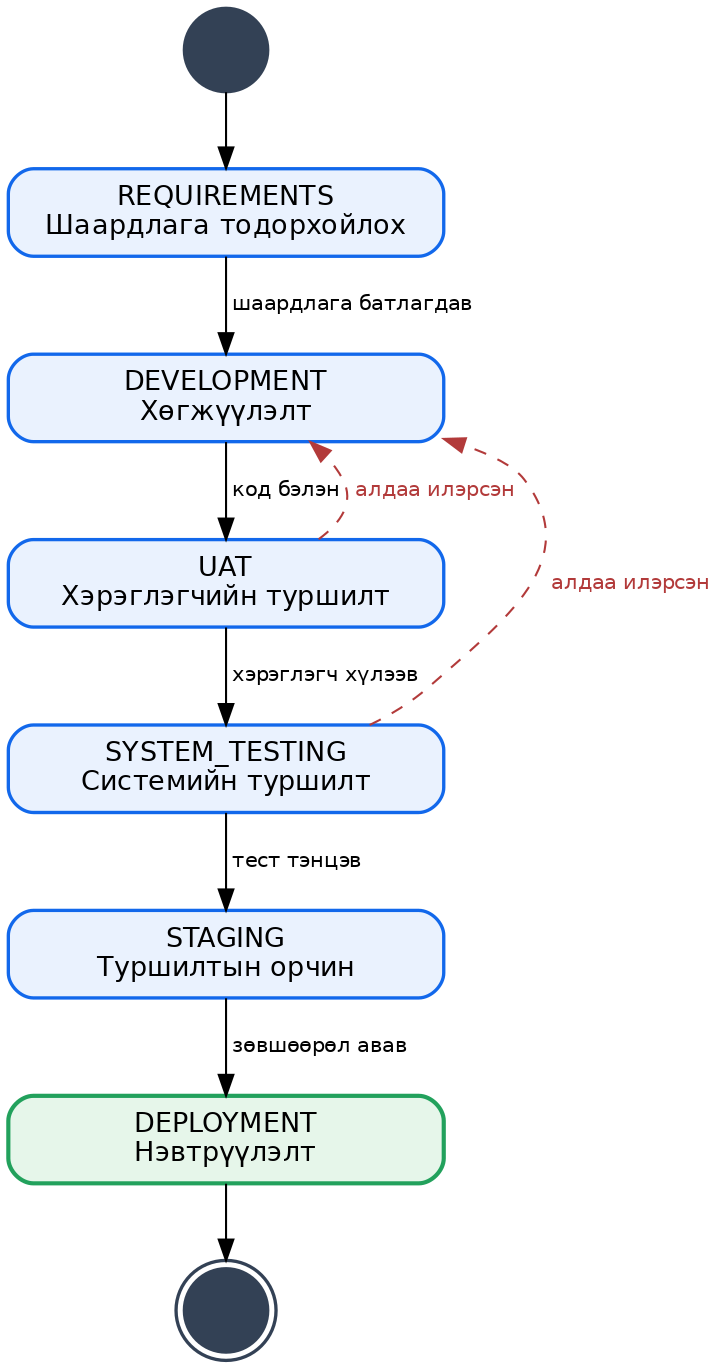 REQUIREMENTS
Шаардлага тодорхойлох
шаардлага батлагдав
DEVELOPMENT
Хөгжүүлэлт
код бэлэн
алдаа илэрсэн
UAT
Хэрэглэгчийн туршилт
алдаа илэрсэн
хэрэглэгч хүлээв
SYSTEM_TESTING
Системийн туршилт
тест тэнцэв
STAGING
Туршилтын орчин
зөвшөөрөл авав
DEPLOYMENT
Нэвтрүүлэлт